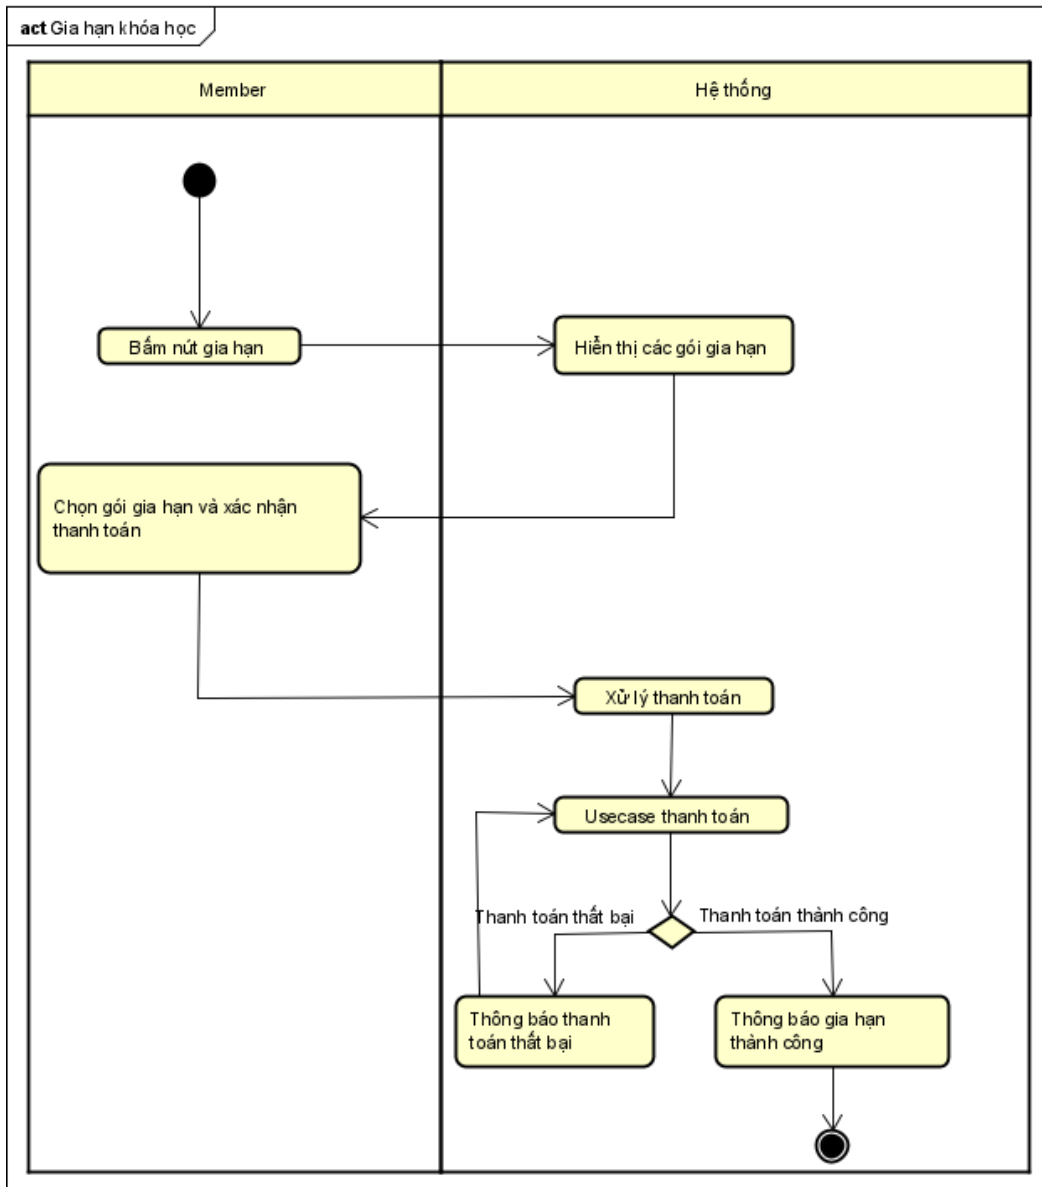 act Gia hạn khóa học
Member
Hệ thống
Bấm nút gia hạn
Hiển thị các gói gia hạn
Chọn gói gia hạn và xác nhận
thanh toán
Xử lý thanh toán
Usecase thanh toán
Thanh toán thất bại
Thanh toán thành công
Thông báo thanh
toán thất bại
Thông báo gia hạn
thành công